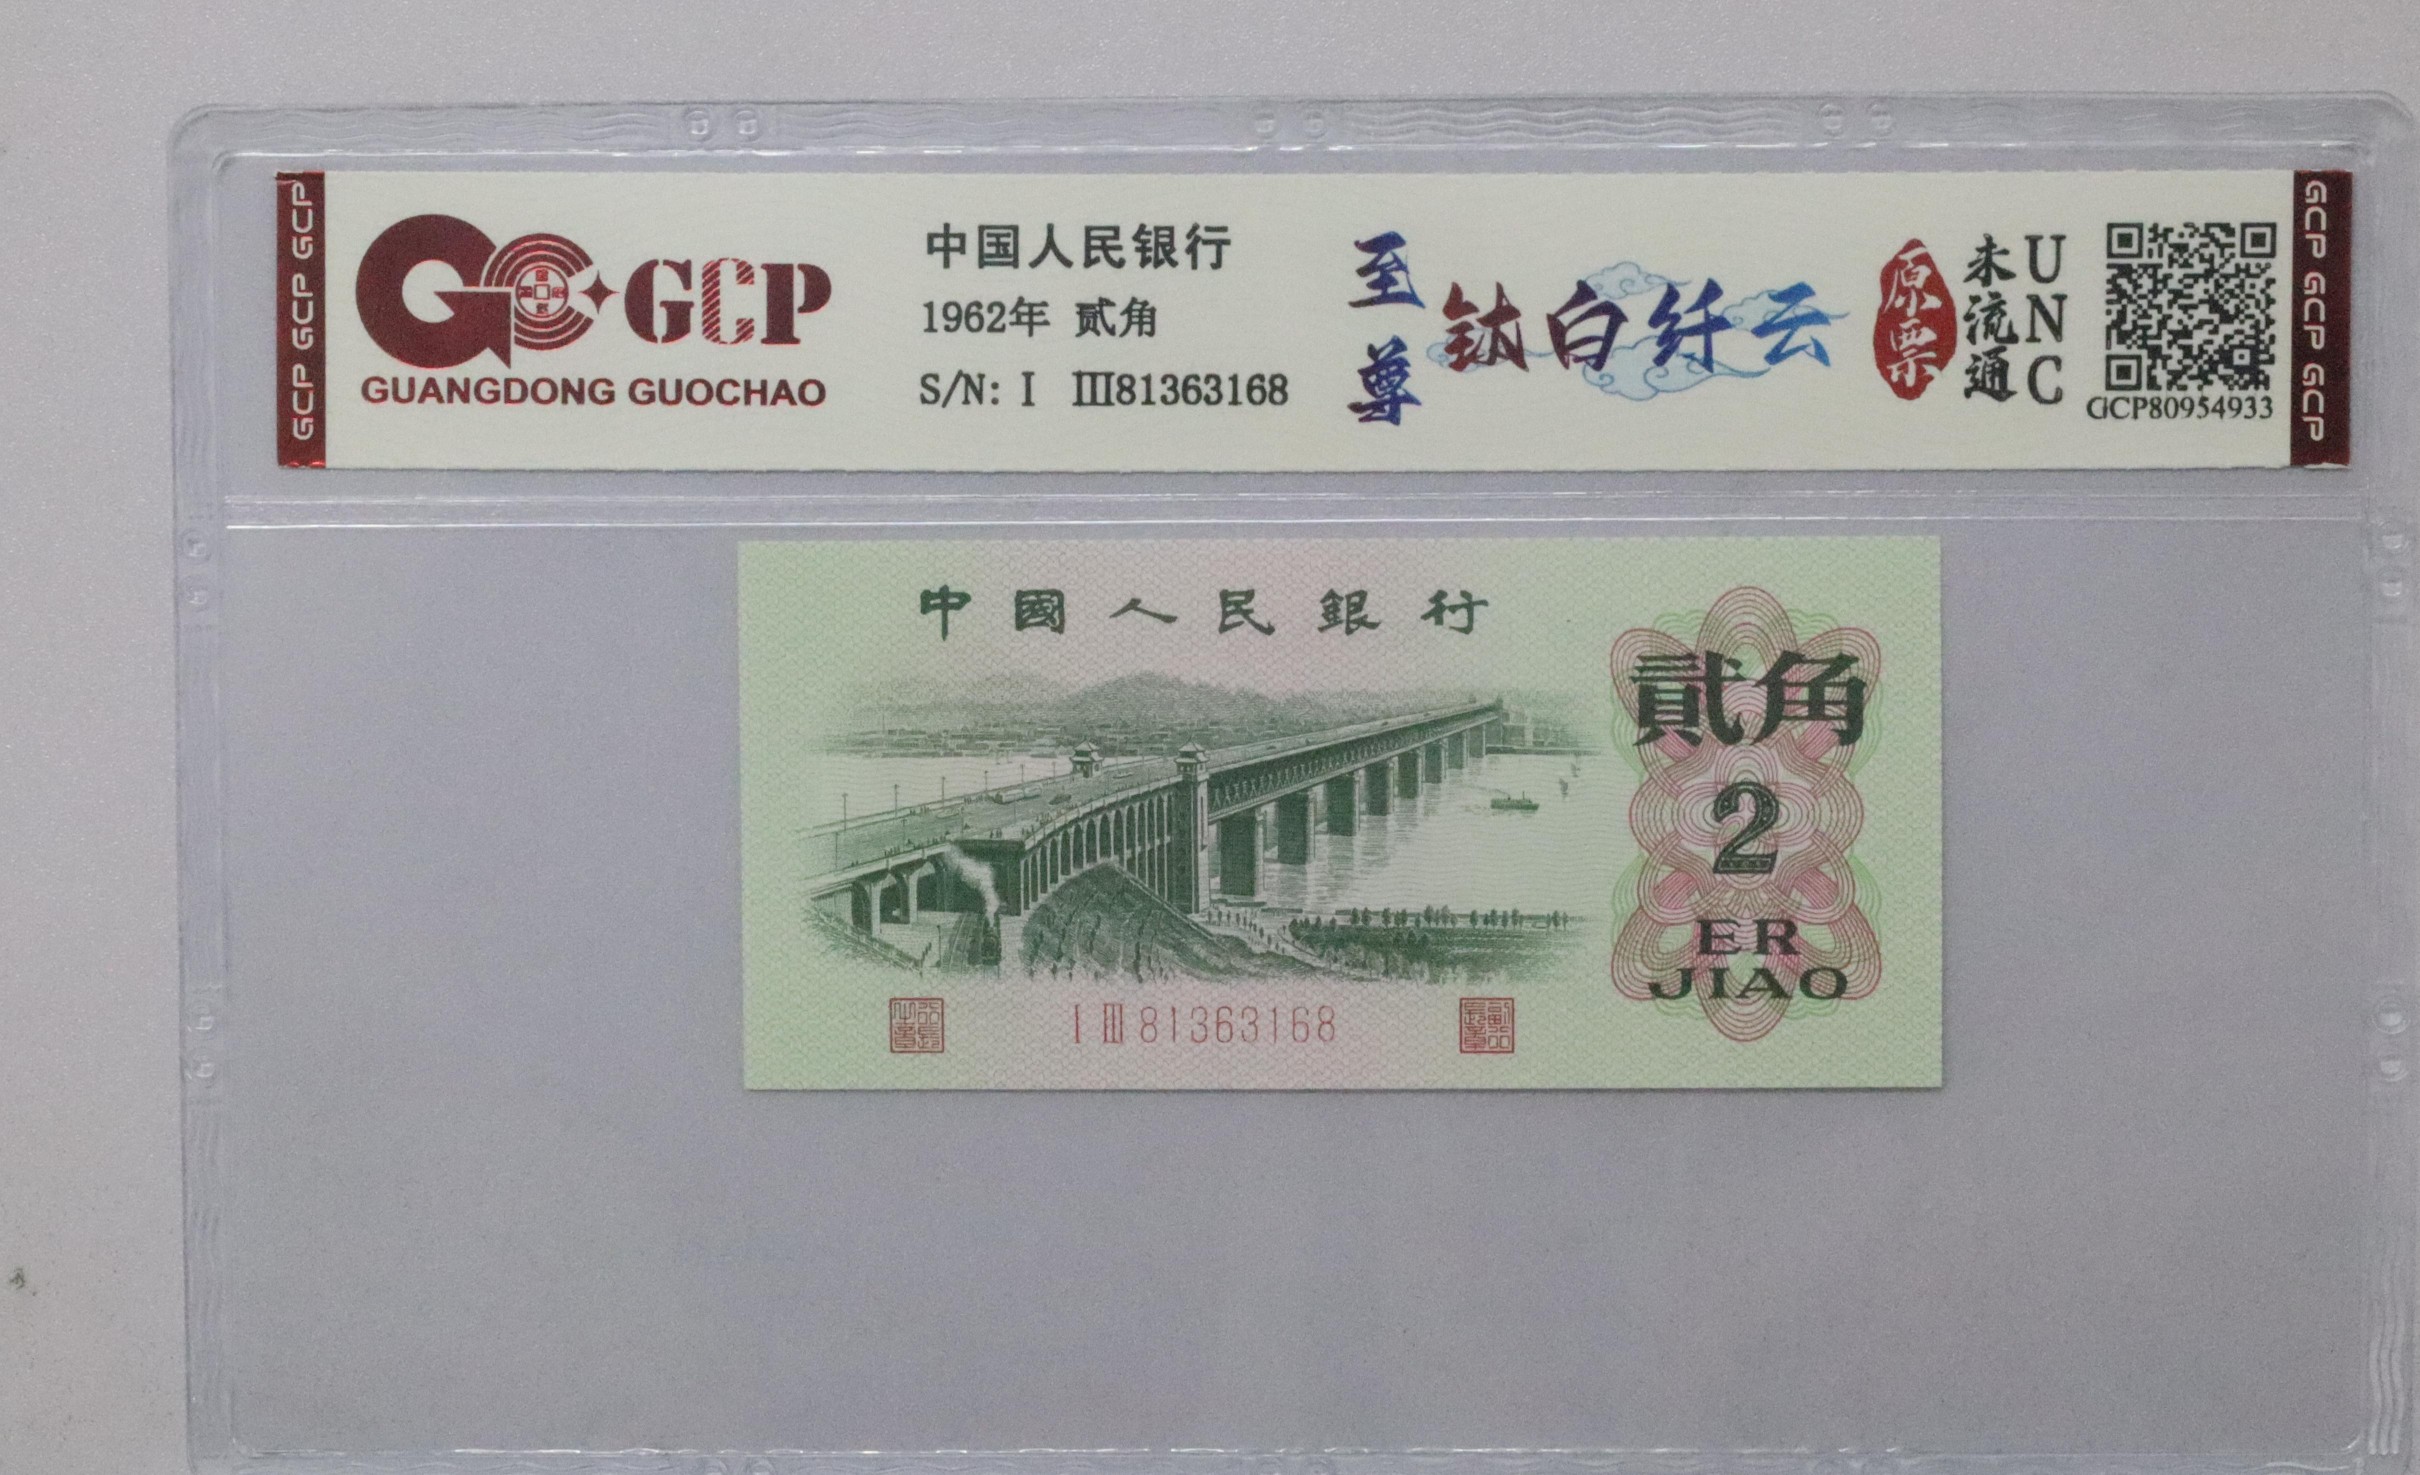 GCP GCP GCP
GCP
GUANGDONG GUOCHAO
中国人民银行
1962年 贰角
S/N: I III81363168
至尊
钛白纤云
原票
未流通
UNC
GCP80954933
GCP GCP GCP
中國人民銀行
貳角
2
ER
JIAO
I III 81363168